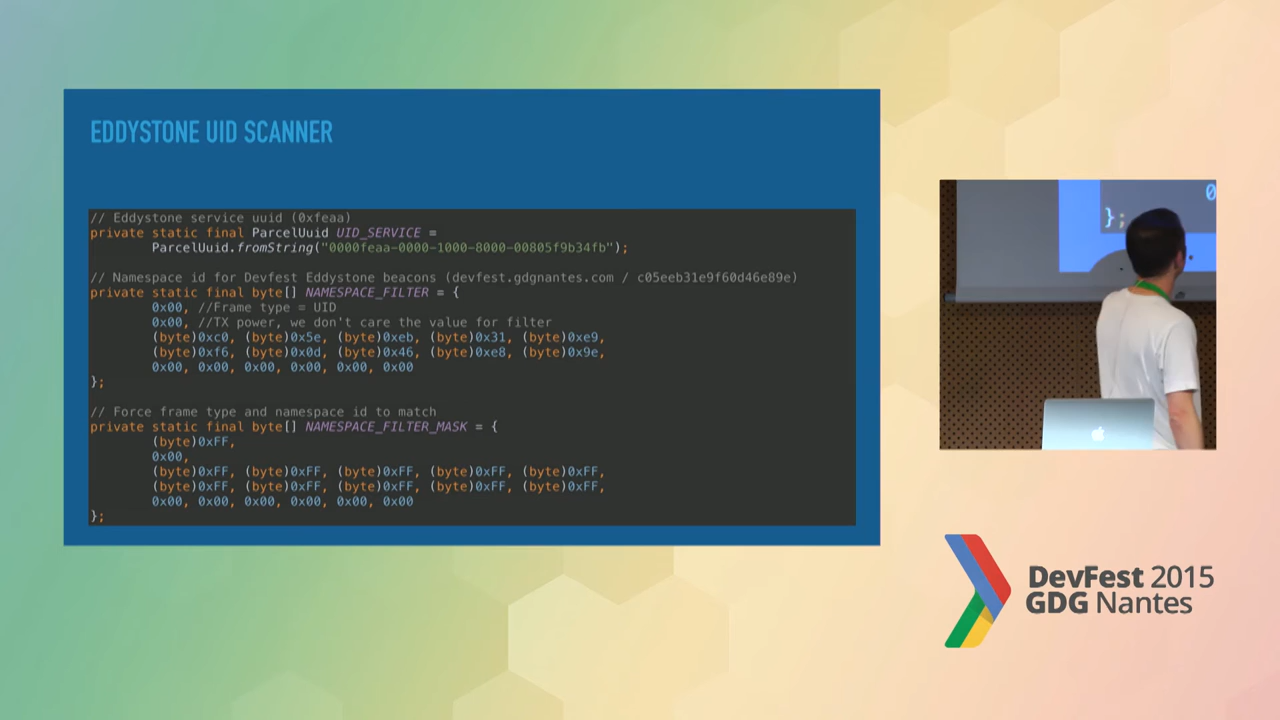 EDDYSTONE UID SCANNER
// Eddystone service uuid (0xfeaa)
private static final ParcelUuid UID_SERVICE =
ParcelUuid.fromString("0000feaa-0000-1000-8000-00805f9b34fb");
// Namespace id for Devfest Eddystone beacons (devfest.gdgnantes.com / c05eeb31e9f60d46e89e)
private static final byte[] NAMESPACE_FILTER = {
0x00, //Frame type = UID
0x00, //TX power, we don't care the value for filter
(byte)0xc0, (byte)0x5e, (byte)0xeb, (byte)0x31, (byte)0xe9,
(byte)0xf6, (byte)0x0d, (byte)0x46, (byte)0xe8, (byte)0x9e,
0x00, 0x00, 0x00, 0x00, 0x00, 0x00
};
// Force frame type and namespace id to match
private static final byte[] NAMESPACE_FILTER_MASK = {
(byte)0xFF,
0x00,
(byte)0xFF, (byte)0xFF, (byte)0xFF, (byte)0xFF, (byte)0xFF,
(byte)0xFF, (byte)0xFF, (byte)0xFF, (byte)0xFF, (byte)0xFF,
0x00, 0x00, 0x00, 0x00, 0x00, 0x00
};
0
};
DevFest 2015
GDG Nantes